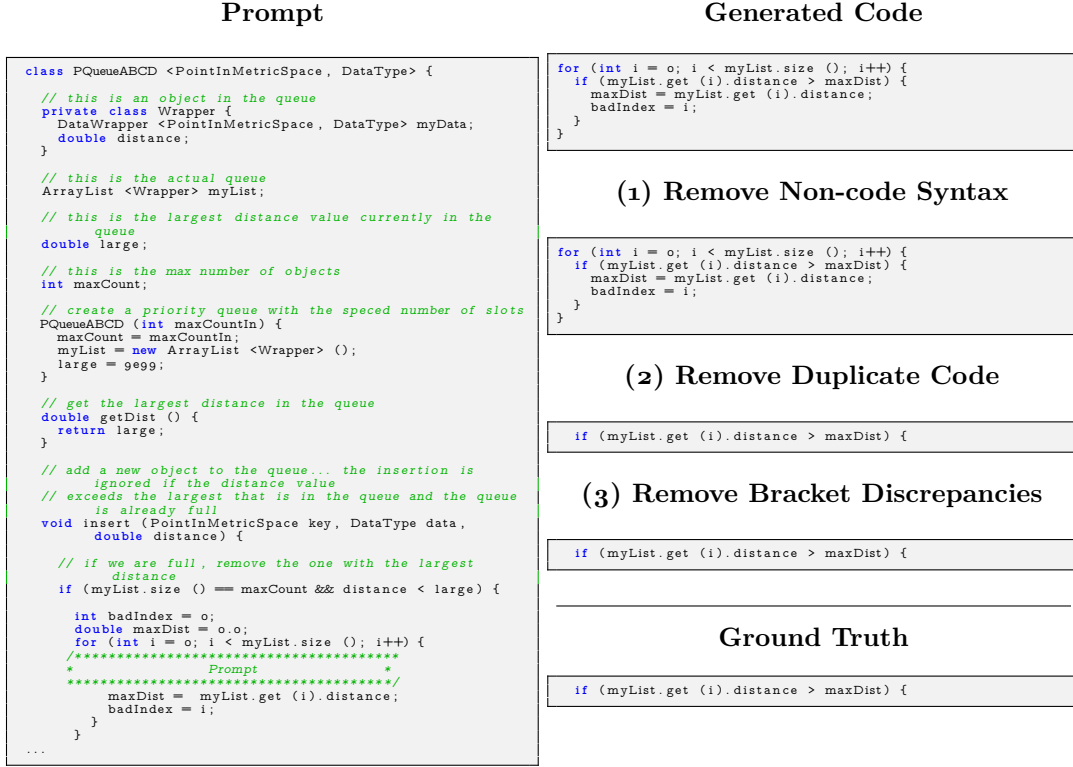 Prompt
class PQueueABCD <PointInMetricSpace, DataType> {
// this is an object in the queue
private class Wrapper {
DataWrapper <PointInMetricSpace, DataType> myData;
double distance;
}
// this is the actual queue
ArrayList <Wrapper> myList;
// this is the largest distance value currently in the
queue
double large;
// this is the max number of objects
int maxCount;
// create a priority queue with the speced number of slots
PQueueABCD (int maxCountIn) {
maxCount = maxCountIn;
myList = new ArrayList <Wrapper> ();
large = 9e99;
}
// get the largest distance in the queue
double getDist () {
return large;
}
// add a new object to the queue... the insertion is
ignored if the distance value
// exceeds the largest that is in the queue and the queue
is already full
void insert (PointInMetricSpace key, DataType data,
double distance) {
// if we are full, remove the one with the largest
distance
if (myList.size () == maxCount && distance < large) {
int badIndex = 0;
double maxDist = 0.0;
for (int i = 0; i < myList.size (); i++) {
/***************************************
* Prompt *
***************************************/
maxDist = myList.get (i).distance;
badIndex = i;
}
}
...
Generated Code
for (int i = 0; i < myList.size (); i++) {
if (myList.get (i).distance > maxDist) {
maxDist = myList.get (i).distance;
badIndex = i;
}
}
(1) Remove Non-code Syntax
for (int i = 0; i < myList.size (); i++) {
if (myList.get (i).distance > maxDist) {
maxDist = myList.get (i).distance;
badIndex = i;
}
}
(2) Remove Duplicate Code
if (myList.get (i).distance > maxDist) {
(3) Remove Bracket Discrepancies
if (myList.get (i).distance > maxDist) {
Ground Truth
if (myList.get (i).distance > maxDist) {